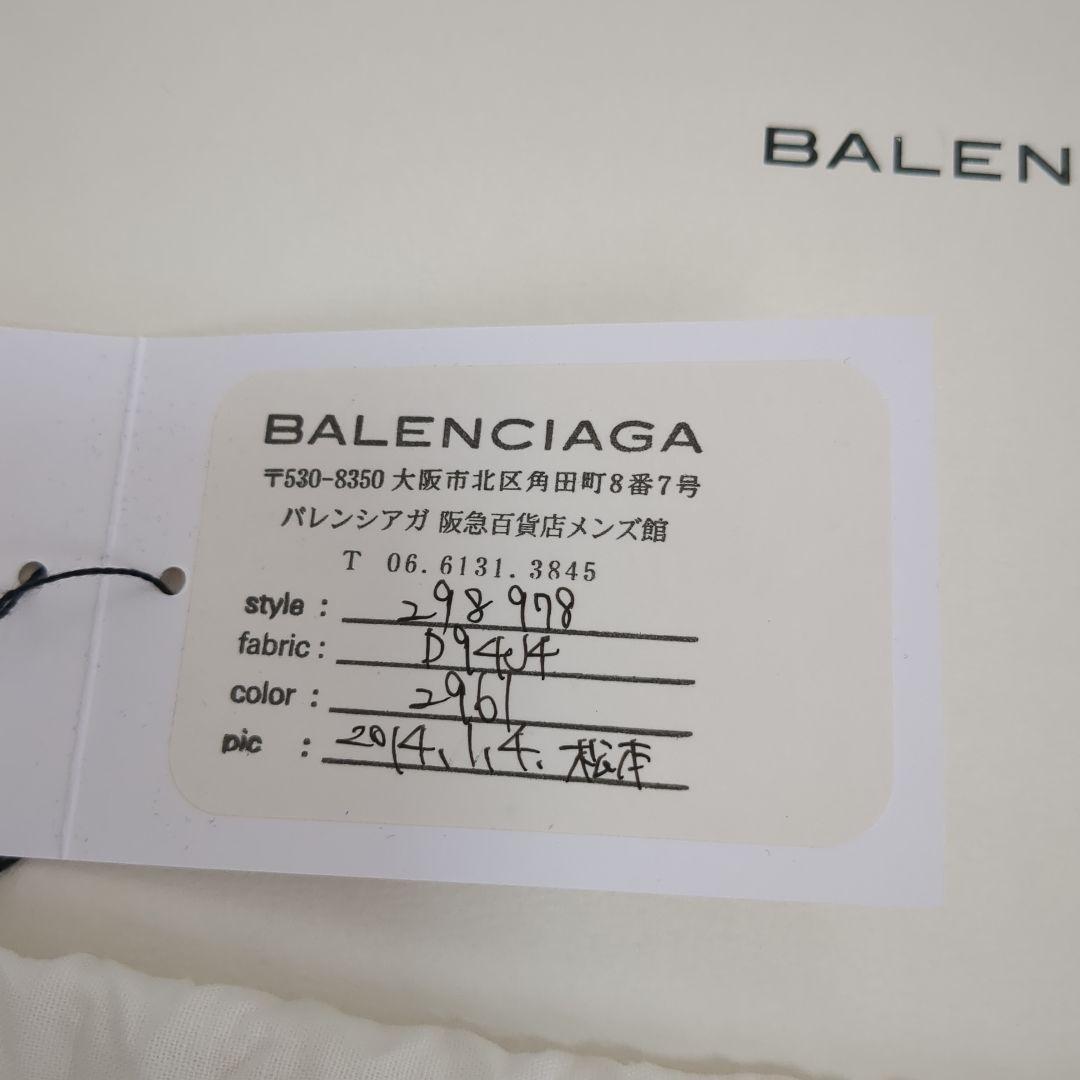 BALEN
BALENCIAGA
〒530-8350 大阪市北区角田町8番7号
バレンシアガ 阪急百貨店メンズ館
T 06.6131.3845
style : 298978
fabric : D94J4
color : 2961
pic : 2014、1、4. 松本